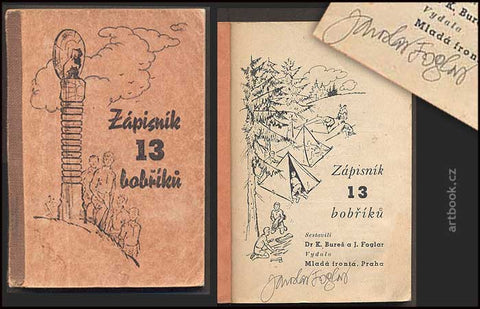 Zápisník
13
bobříků
Zápisník
13
bobříků
Sestavili
Dr K. Bureš a J. Foglar
Vydala
Mladá fronta, Praha
Jaroslav Foglar
K. Bureš
Vydala
Mladá fronta
Jaroslav Foglar
artbook.cz